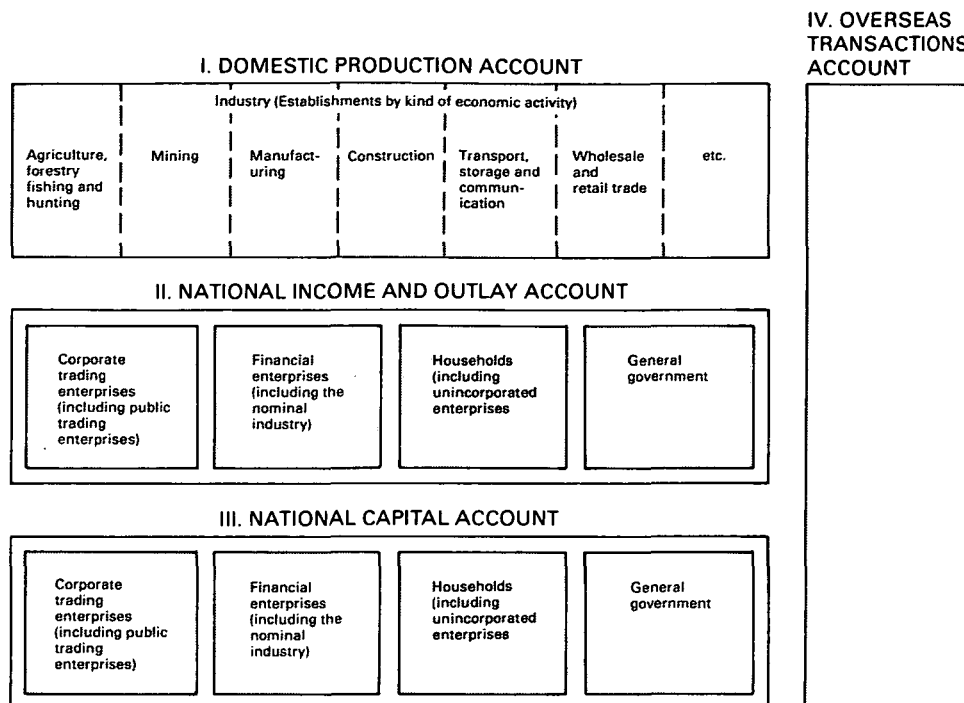 IV. OVERSEAS
TRANSACTIONS
ACCOUNT
I. DOMESTIC PRODUCTION ACCOUNT
Industry (Establishments by kind of economic activity)
Agriculture,
forestry
fishing and
hunting
Mining
Manufact-
uring
Construction
Transport,
storage and
commun-
ication
Wholesale
and
retail trade
etc.
II. NATIONAL INCOME AND OUTLAY ACCOUNT
Corporate
trading
enterprises
(including public
trading
enterprises)
Financial
enterprises
(including the
nominal
industry)
Households
(including
unincorporated
enterprises
General
government
III. NATIONAL CAPITAL ACCOUNT
Corporate
trading
enterprises
(including public
trading
enterprises)
Financial
enterprises
(including the
nominal
industry)
Households
(including
unincorporated
enterprises
General
government